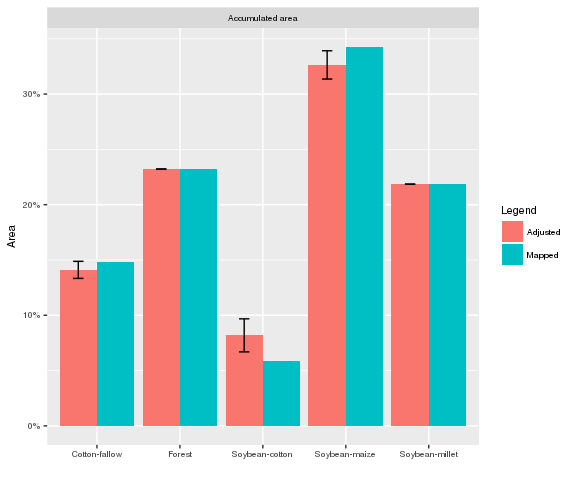 Accumulated area
Area
30%
20%
10%
0%
Cotton-fallow
Forest
Soybean-cotton
Soybean-maize
Soybean-millet
Legend
Adjusted
Mapped